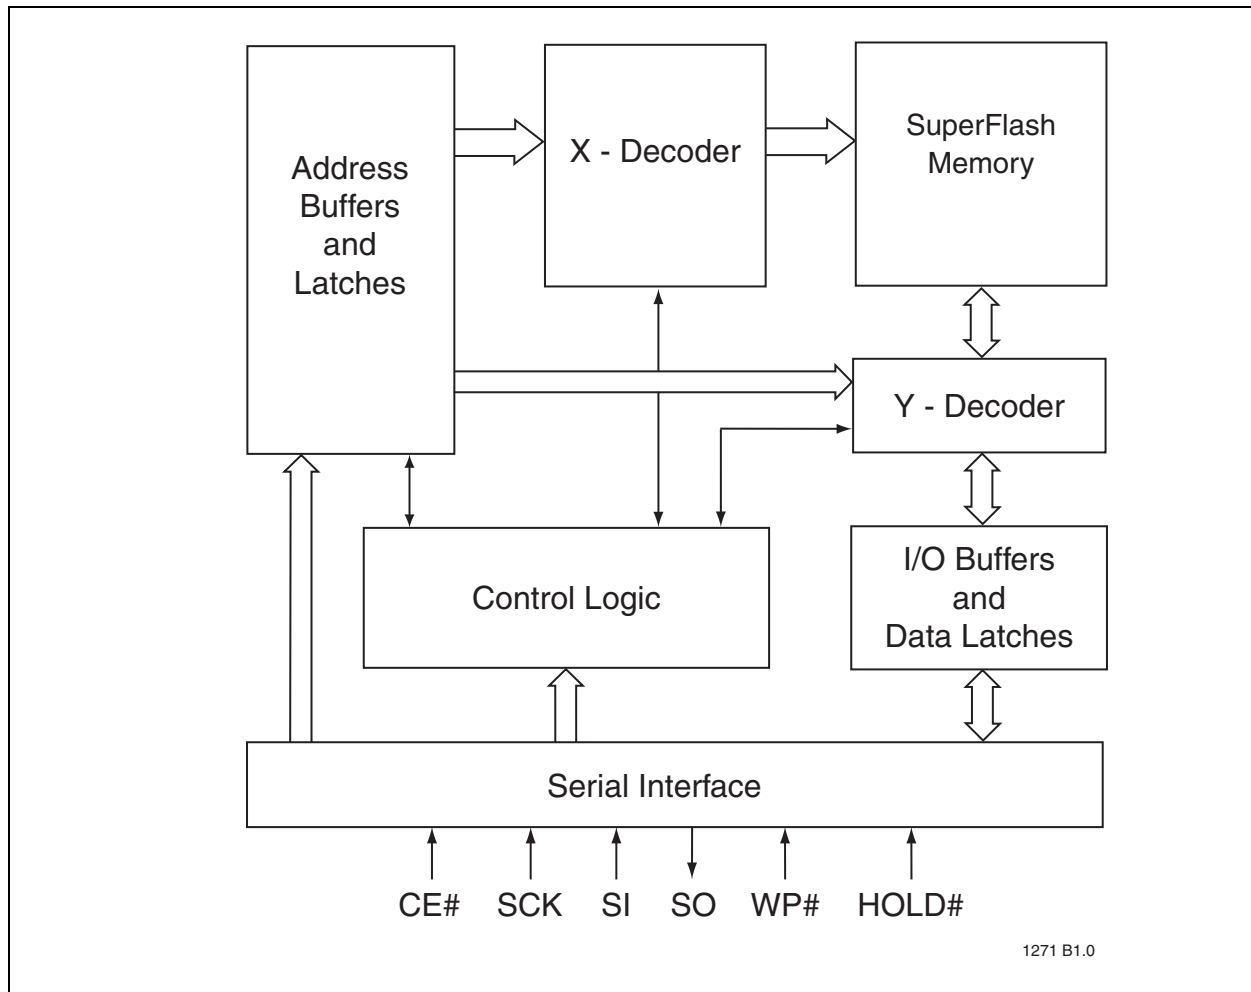 Address
Buffers
and
Latches
X - Decoder
SuperFlash
Memory
Y - Decoder
Control Logic
I/O Buffers
and
Data Latches
Serial Interface
CE# SCK SI SO WP# HOLD#
1271 B1.0